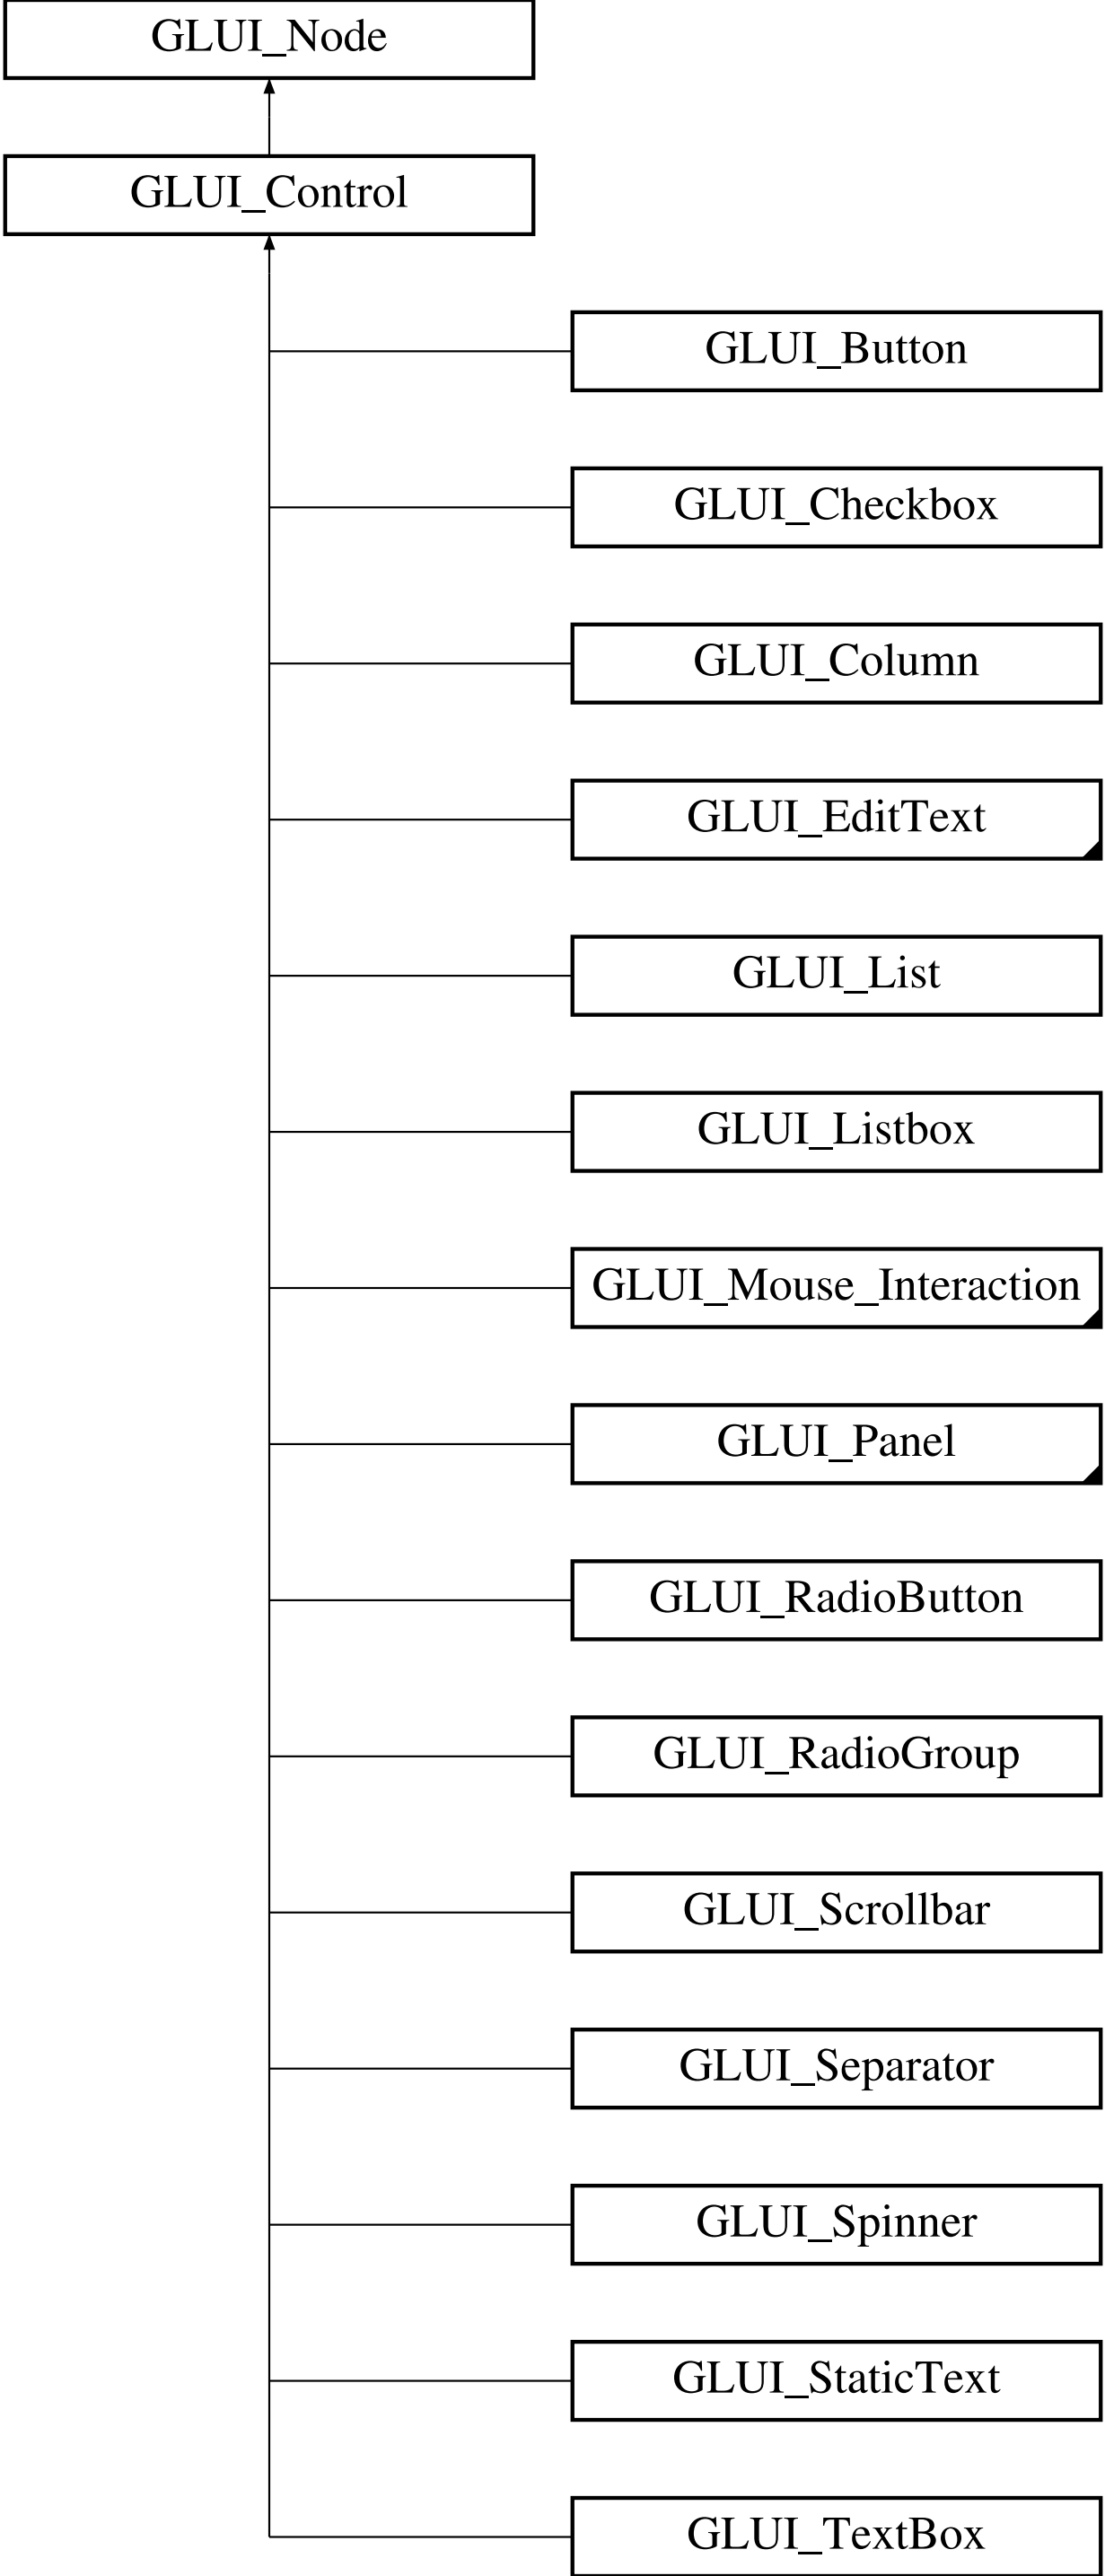 GLUI_Node
GLUI_Control
GLUI_Button
GLUI_Checkbox
GLUI_Column
GLUI_EditText
GLUI_List
GLUI_Listbox
GLUI_Mouse_Interaction
GLUI_Panel
GLUI_RadioButton
GLUI_RadioGroup
GLUI_Scrollbar
GLUI_Separator
GLUI_Spinner
GLUI_StaticText
GLUI_TextBox